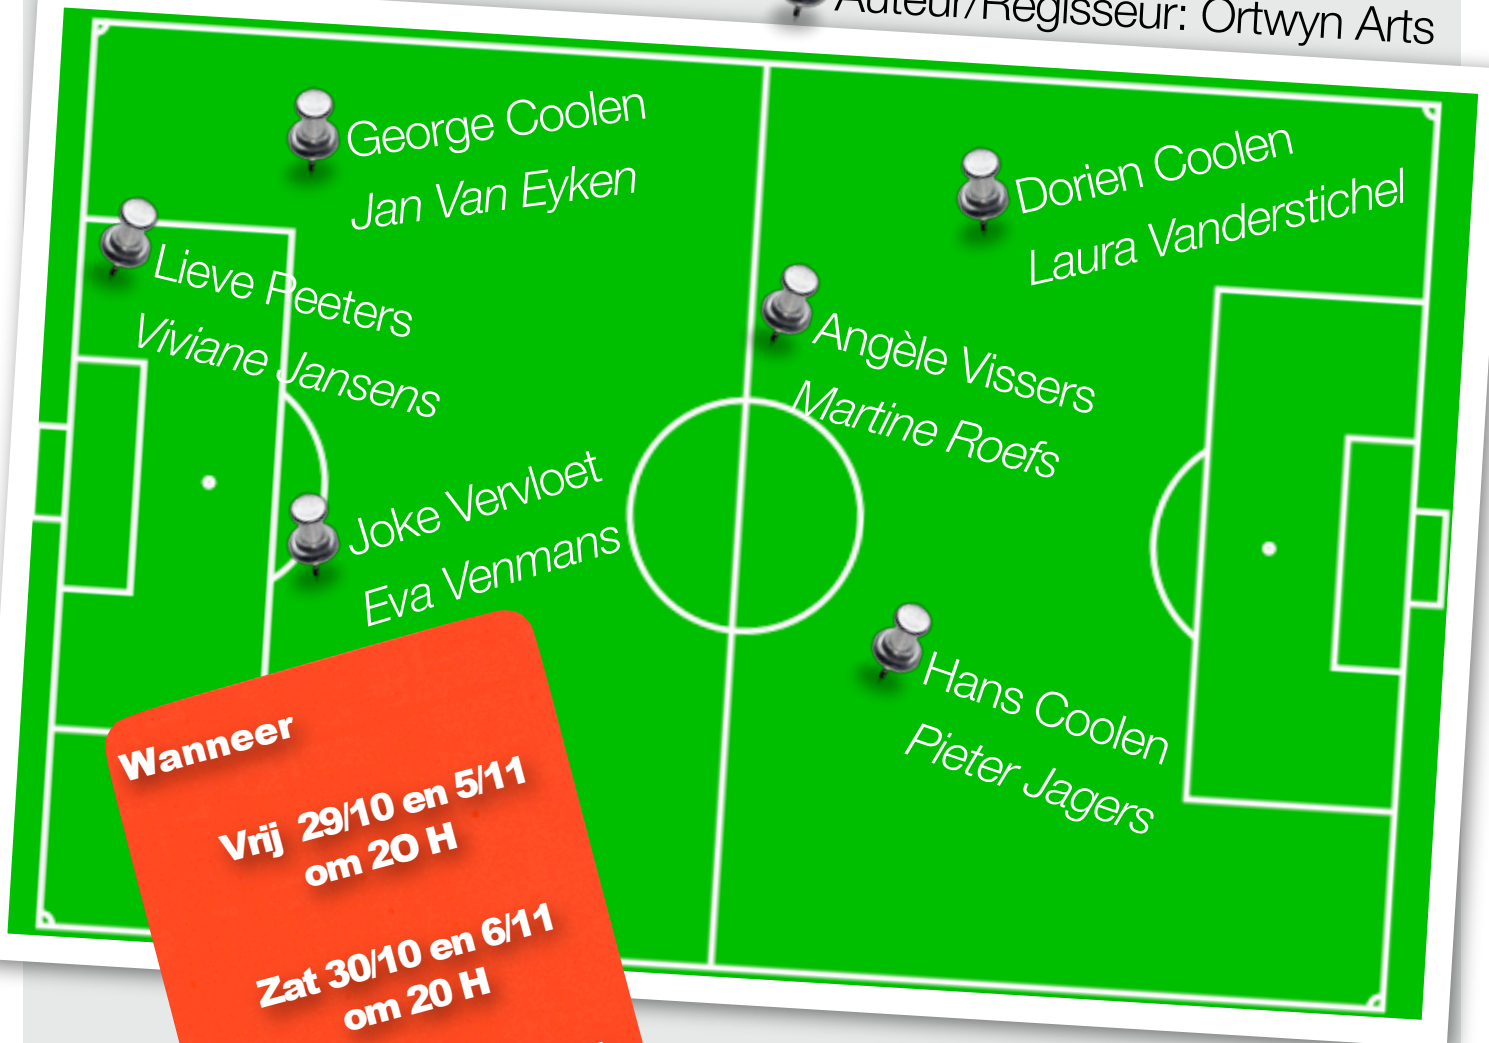 Auteur/Regisseur: Ortwyn Arts
George Coolen
Jan Van Eyken
Dorien Coolen
Laura Vanderstichel
Lieve Peeters
Viviane Jansens
Angèle Vissers
Martine Roefs
Joke Vervloet
Eva Venmans
Hans Coolen
Pieter Jagers
Wanneer
Vrij 29/10 en 5/11
om 2O H
Zat 30/10 en 6/11
om 20 H